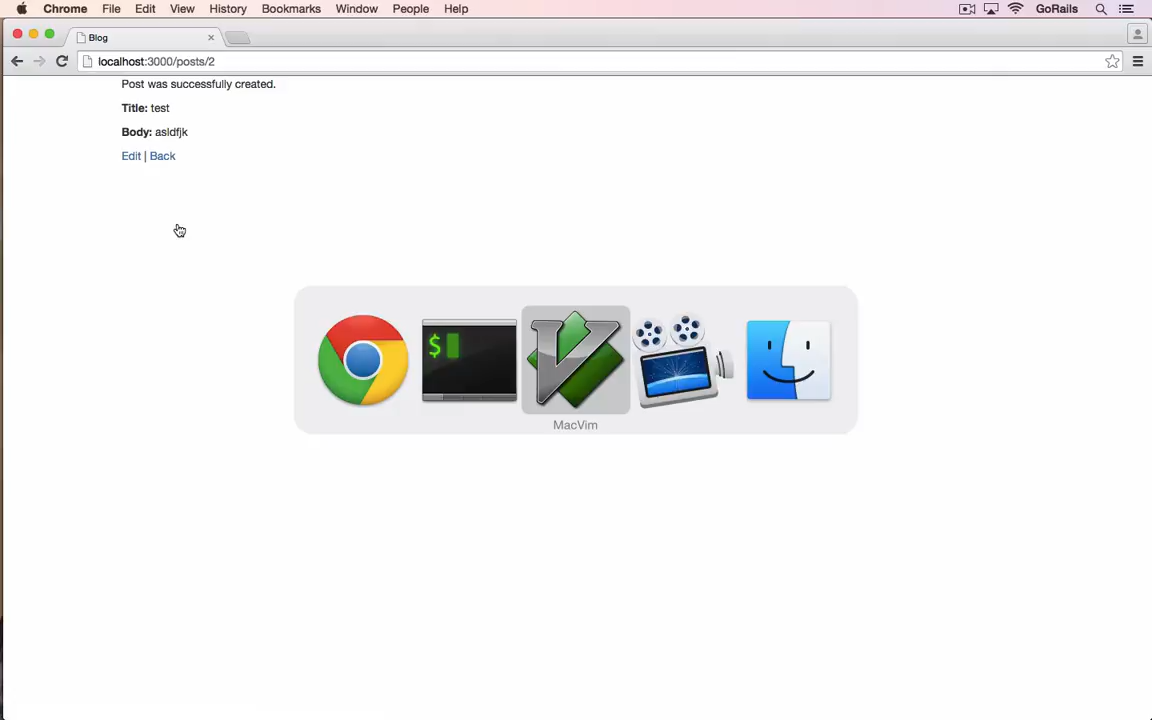 Chrome File Edit View History Bookmarks Window People Help GoRails
Blog
localhost:3000/posts/2
Post was successfully created.
Title: test
Body: asldfjk
Edit | Back
$
MacVim